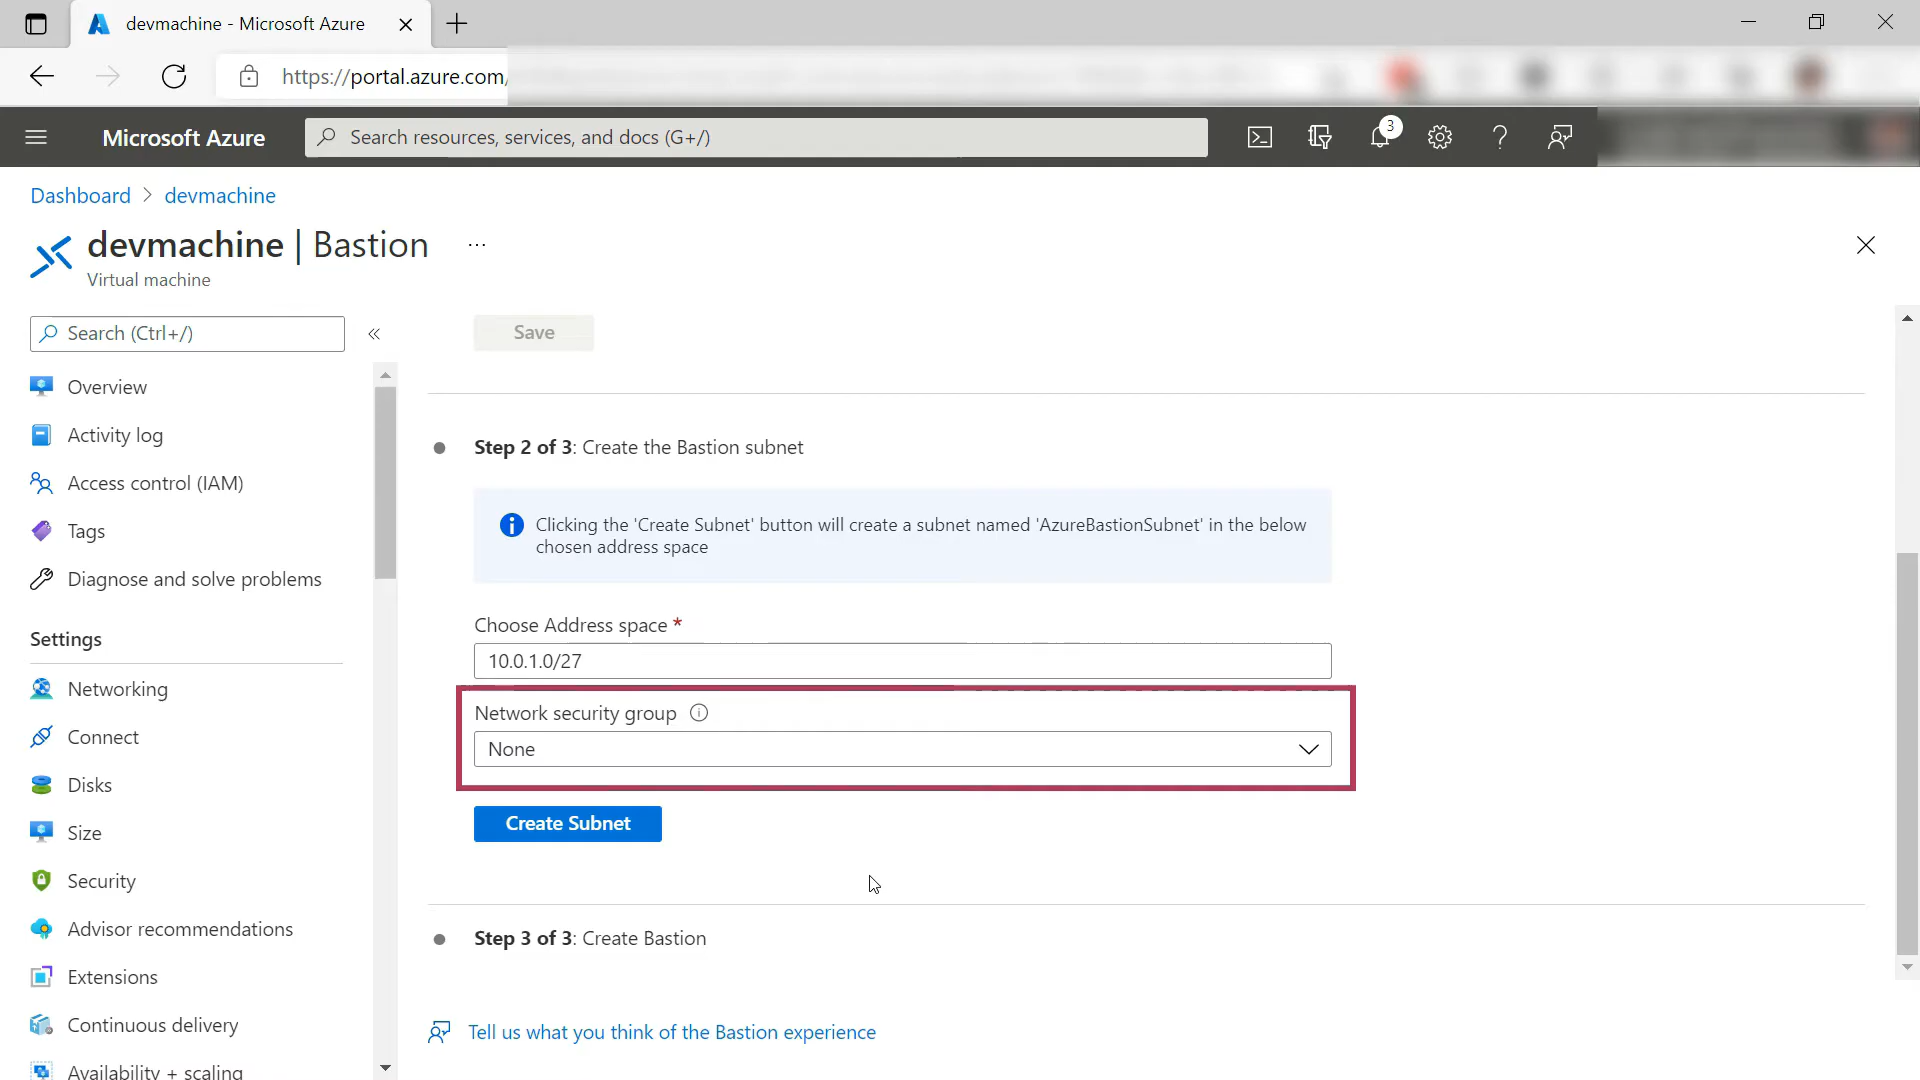 devmachine - Microsoft Azure
https://portal.azure.com/
Microsoft Azure
Search resources, services, and docs (G+/)
3
Dashboard > devmachine
devmachine | Bastion
...
Virtual machine
Search (Ctrl+/)
«
Save
Overview
Activity log
Access control (IAM)
Tags
Diagnose and solve problems
Settings
Networking
Connect
Disks
Size
Security
Advisor recommendations
Extensions
Continuous delivery
Availability + scaling
Step 2 of 3: Create the Bastion subnet
Clicking the 'Create Subnet' button will create a subnet named 'AzureBastionSubnet' in the below
chosen address space
Choose Address space *
10.0.1.0/27
Network security group
None
Create Subnet
Step 3 of 3: Create Bastion
Tell us what you think of the Bastion experience